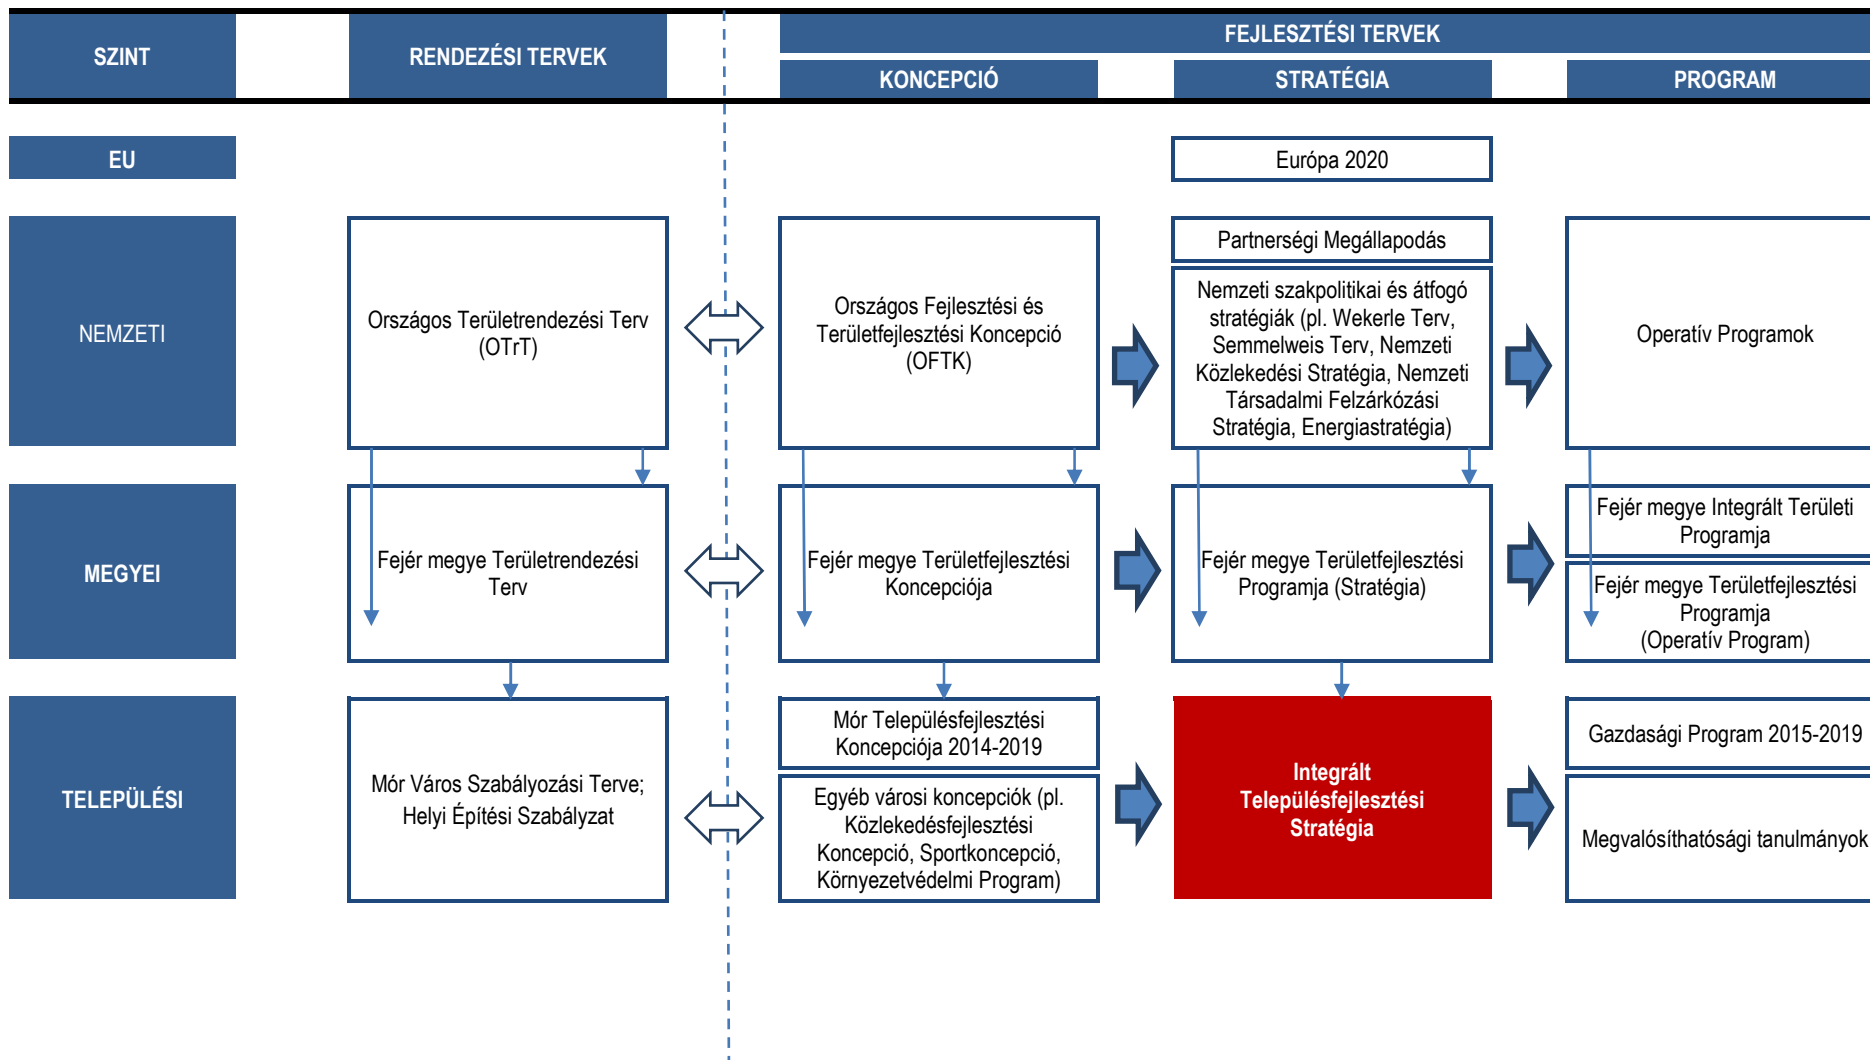 SZINT
RENDEZÉSI TERVEK
FEJLESZTÉSI TERVEK
KONCEPCIÓ
STRATÉGIA
PROGRAM
EU
Európa 2020
NEMZETI
Országos Területrendezési Terv
(OTrT)
Országos Fejlesztési és
Területfejlesztési Koncepció
(OFTK)
Partnerségi Megállapodás
Nemzeti szakpolitikai és átfogó
stratégiák (pl. Wekerle Terv,
Semmelweis Terv, Nemzeti
Közlekedési Stratégia, Nemzeti
Társadalmi Felzárkózási
Stratégia, Energiastratégia)
Operatív Programok
MEGYEI
Fejér megye Területrendezési
Terv
Fejér megye Területfejlesztési
Koncepciója
Fejér megye Területfejlesztési
Programja (Stratégia)
Fejér megye Integrált Területi
Programja
Fejér megye Területfejlesztési
Programja
(Operatív Program)
TELEPÜLÉSI
Mór Város Szabályozási Terve;
Helyi Építési Szabályzat
Mór Településfejlesztési
Koncepciója 2014-2019
Egyéb városi koncepciók (pl.
Közlekedésfejlesztési
Koncepció, Sportkoncepció,
Környezetvédelmi Program)
Integrált
Településfejlesztési
Stratégia
Gazdasági Program 2015-2019
Megvalósíthatósági tanulmányok